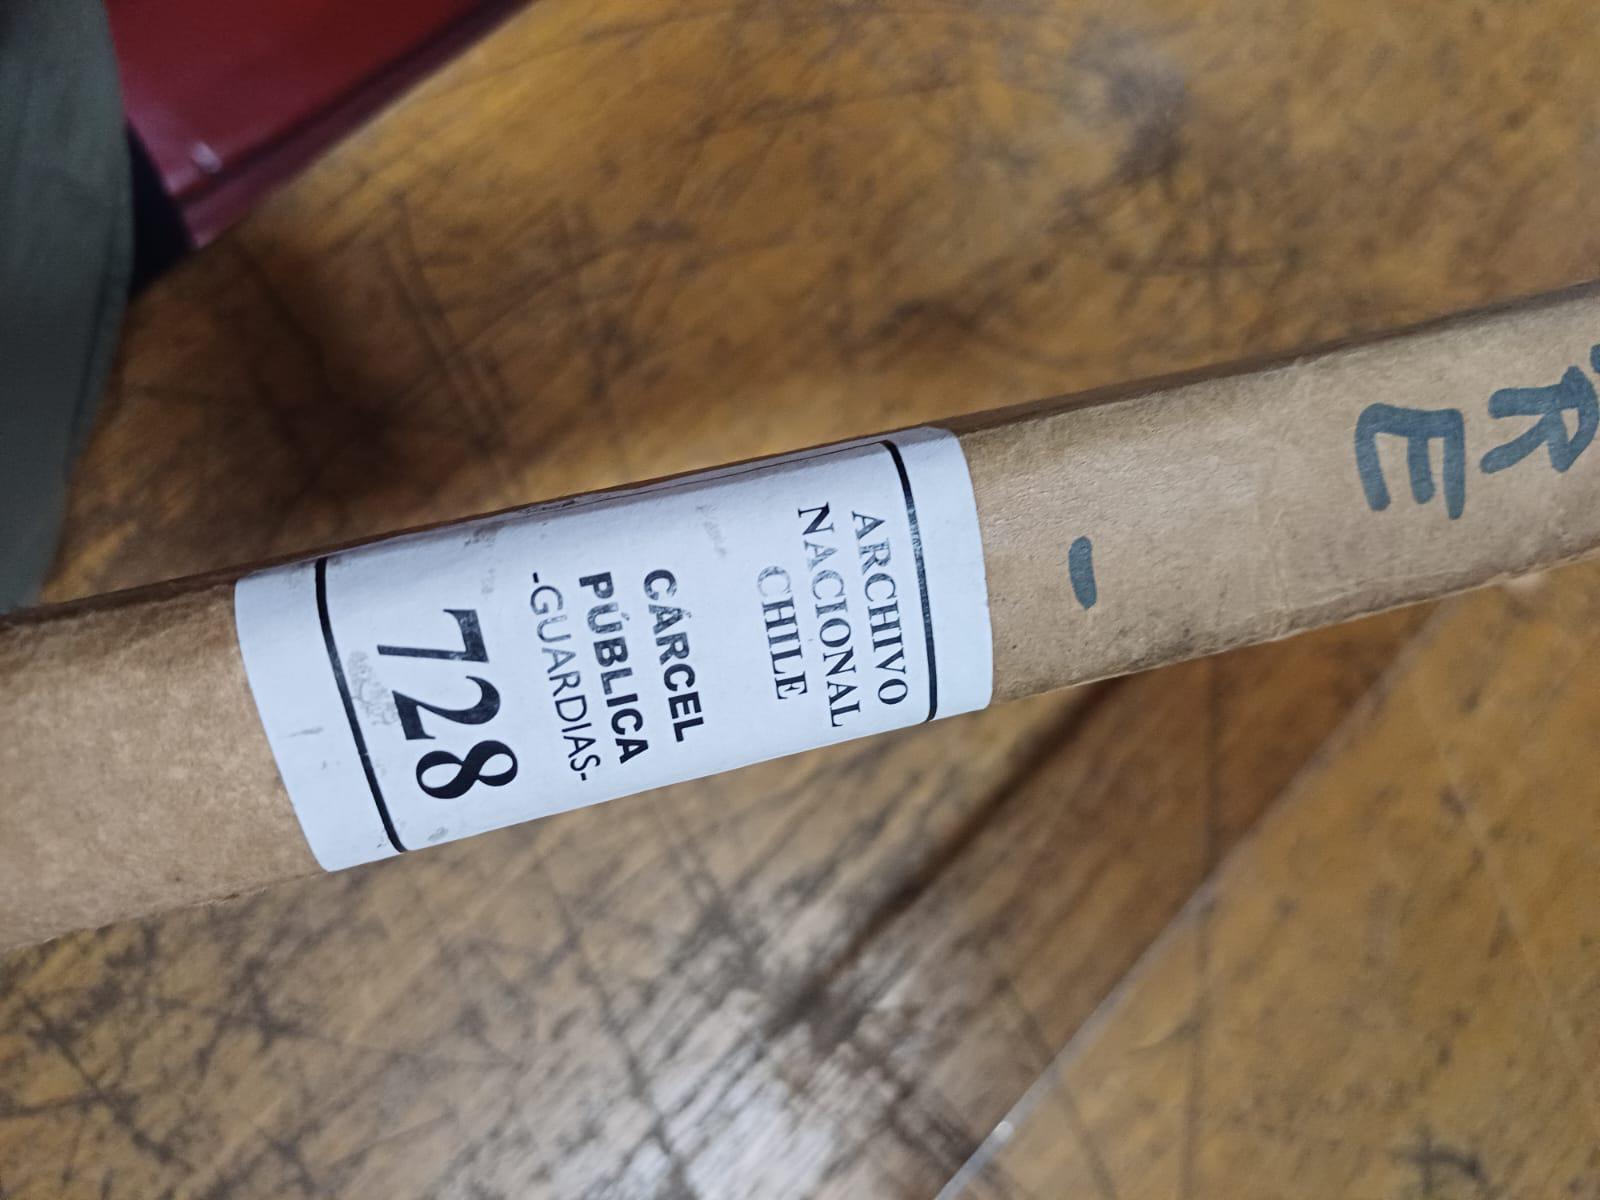 RE
-
ARCHIVO
NACIONAL
CHILE
CÁRCEL
PÚBLICA
-GUARDIAS-
728